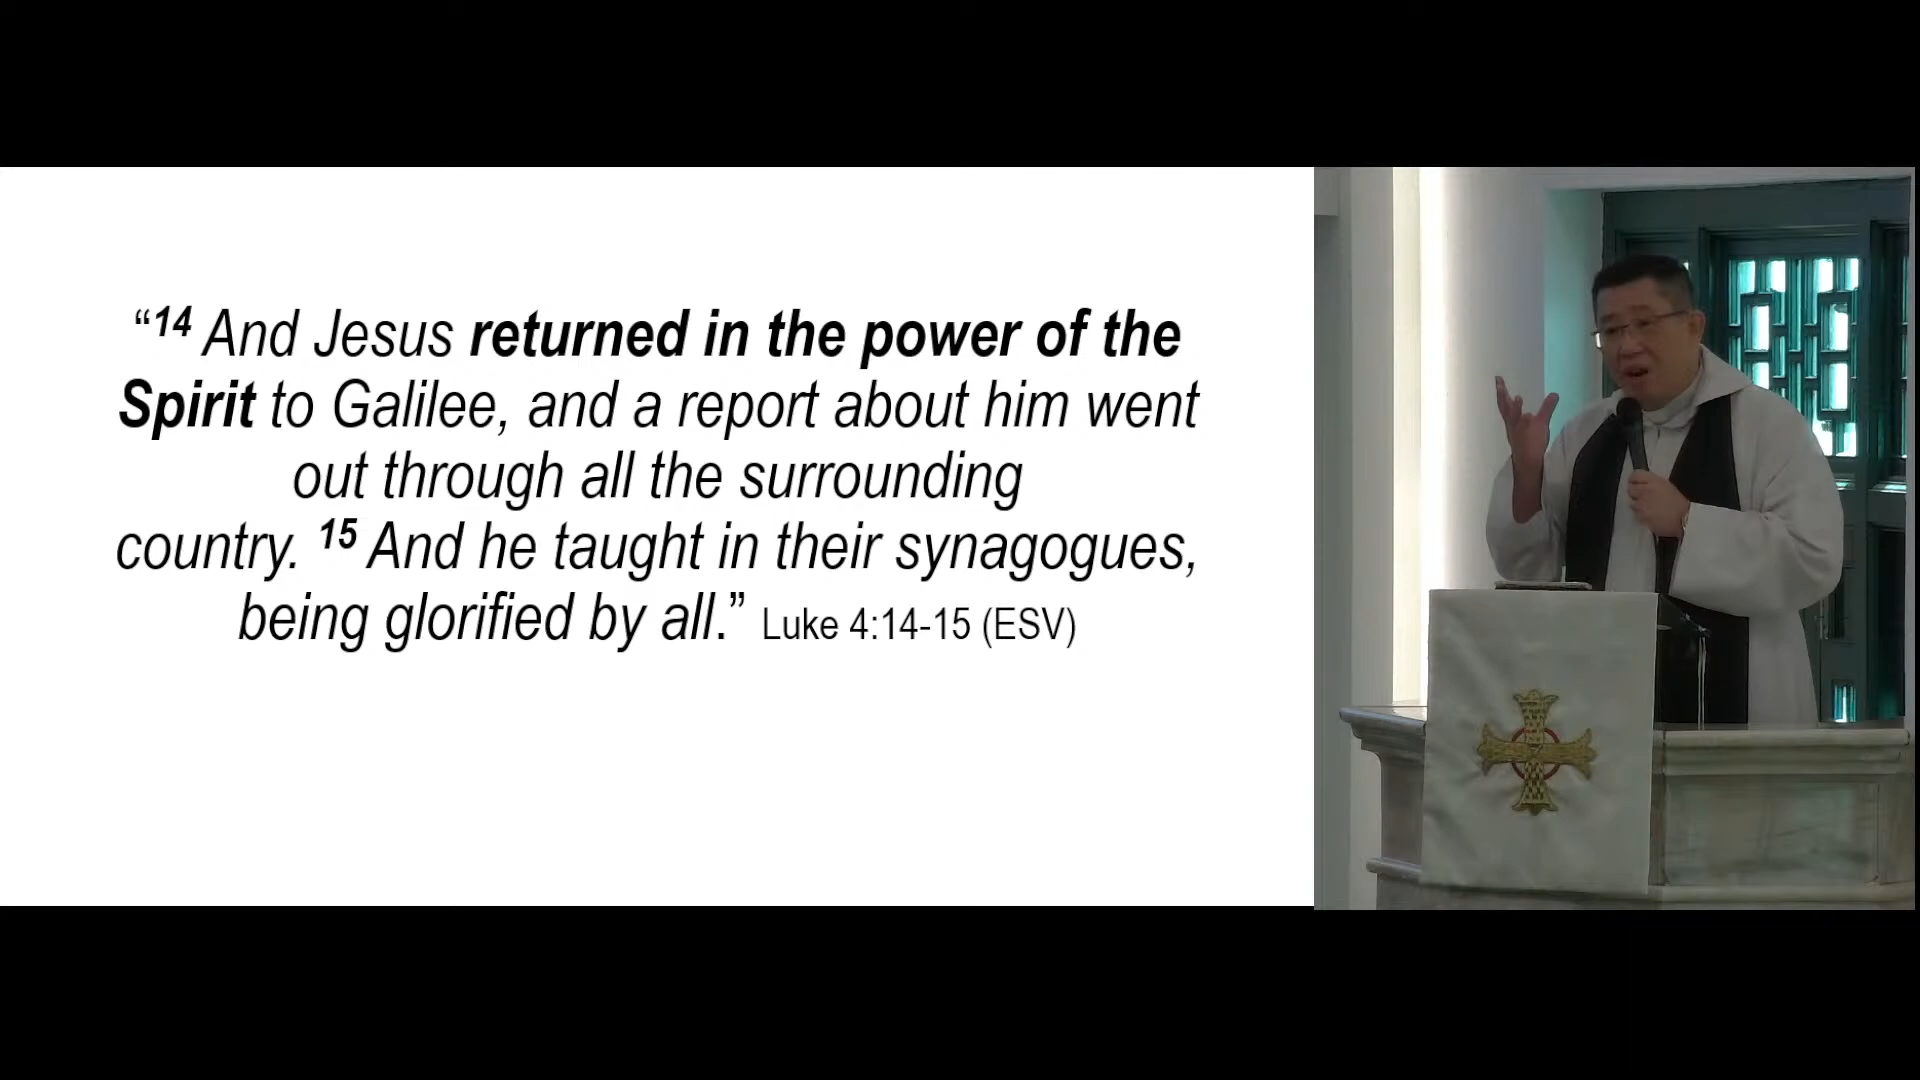 “14 And Jesus returned in the power of the
Spirit to Galilee, and a report about him went
out through all the surrounding
country. 15 And he taught in their synagogues,
being glorified by all.” Luke 4:14-15 (ESV)